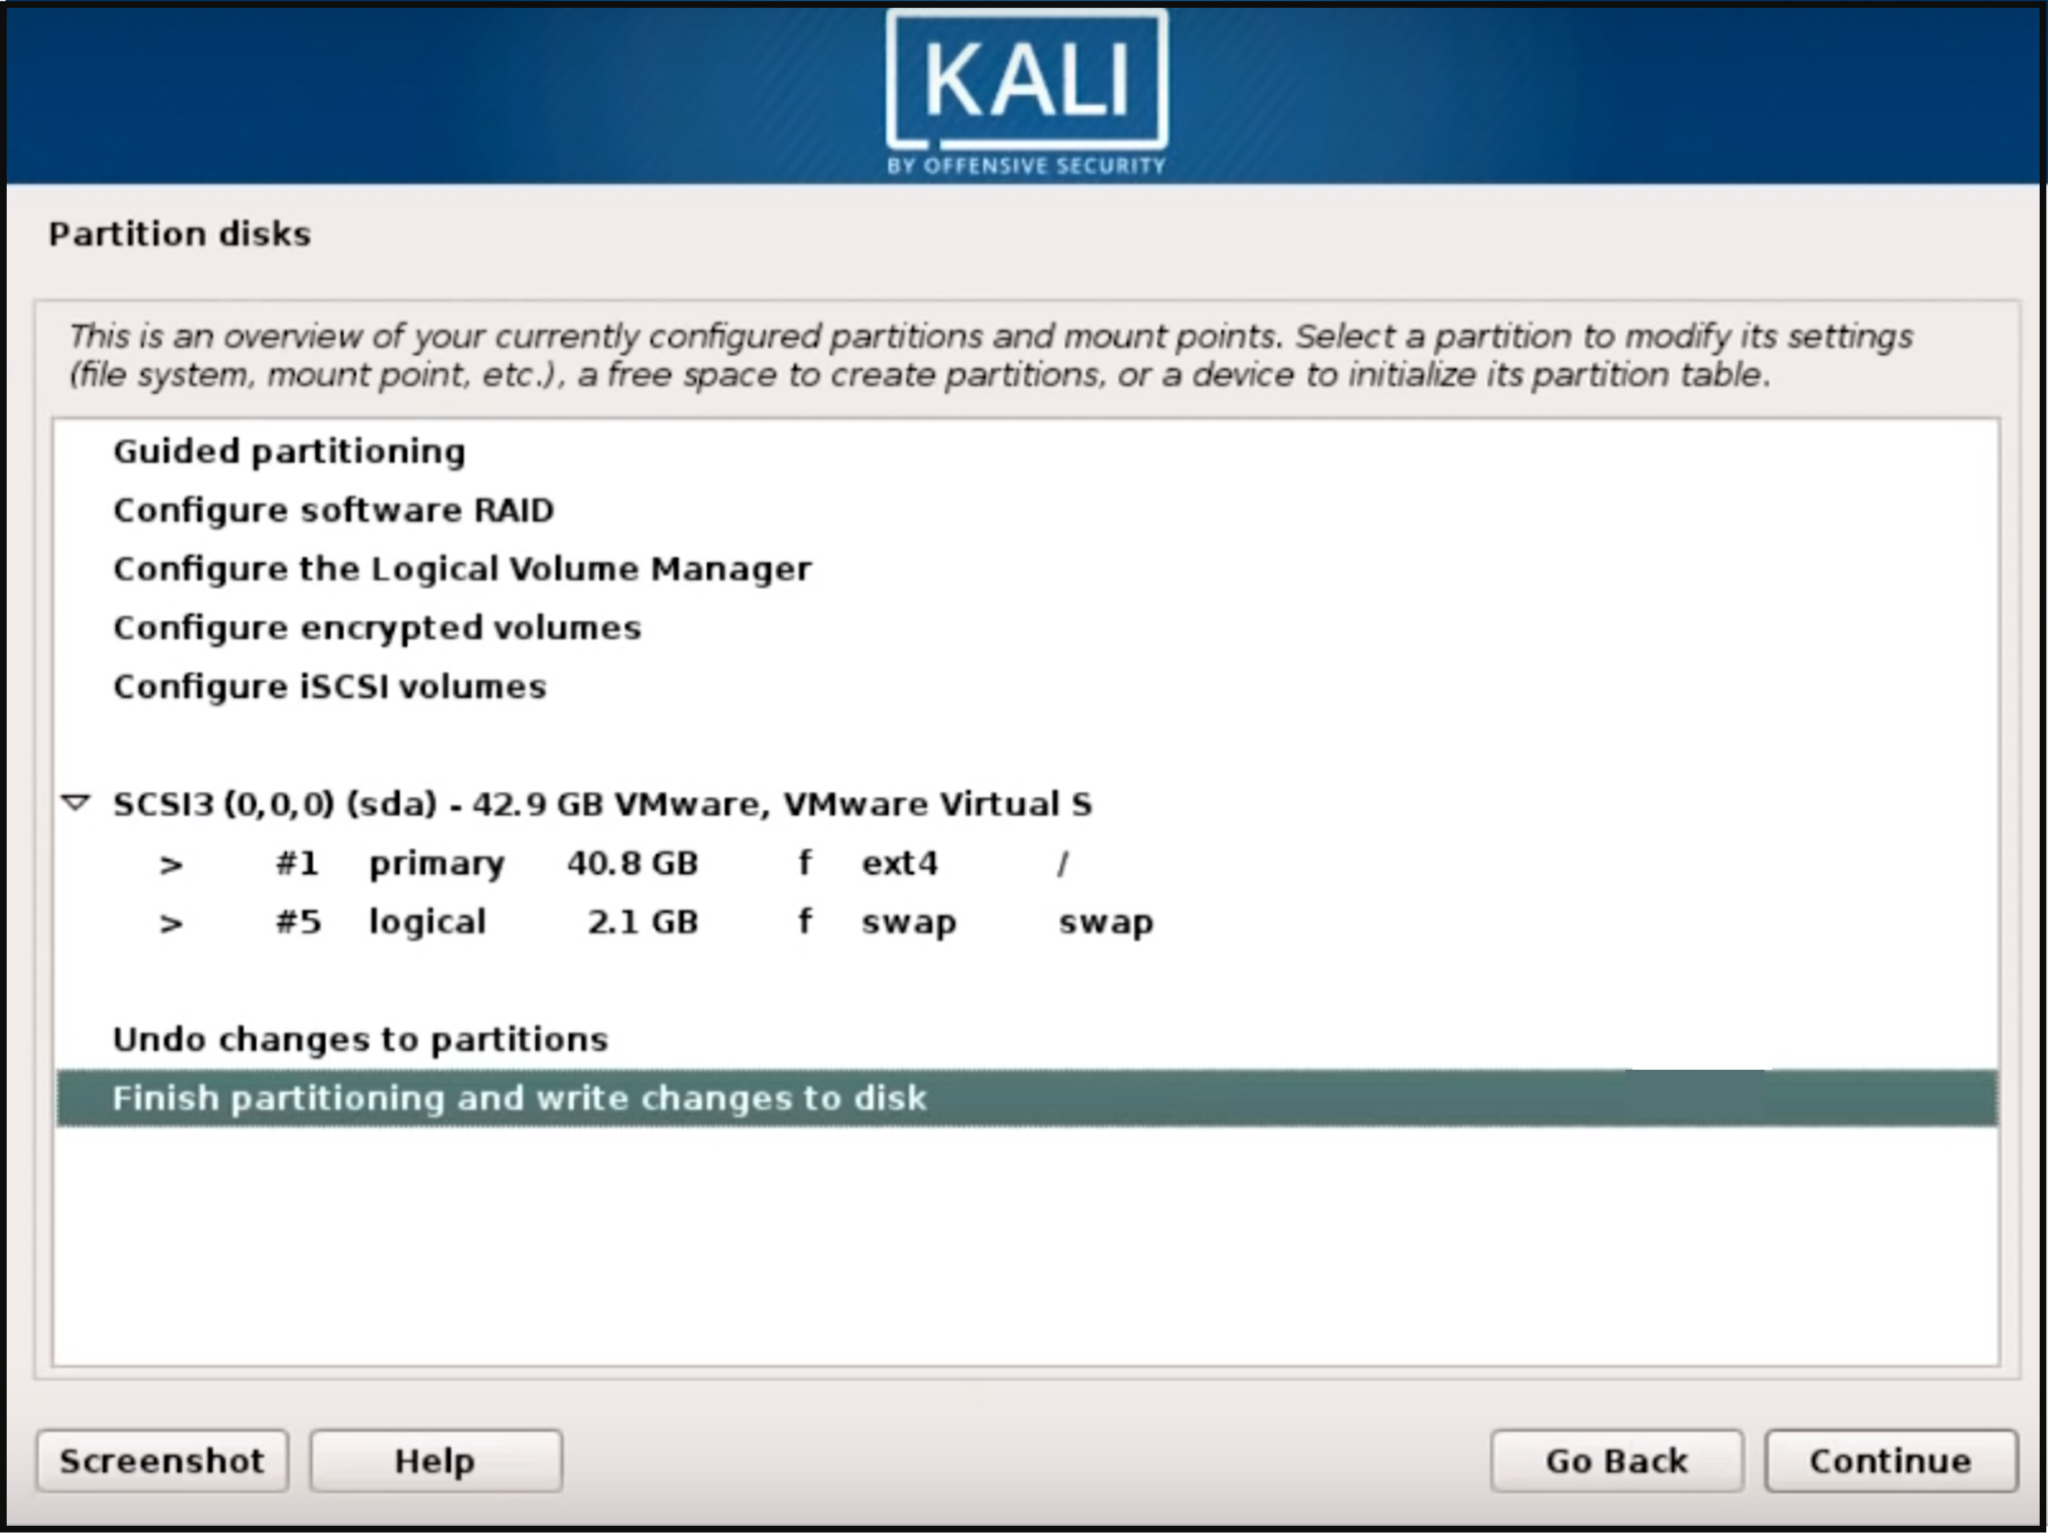 KALI
BY OFFENSIVE SECURITY
Partition disks
This is an overview of your currently configured partitions and mount points. Select a partition to modify its settings
(file system, mount point, etc.), a free space to create partitions, or a device to initialize its partition table.
Guided partitioning
Configure software RAID
Configure the Logical Volume Manager
Configure encrypted volumes
Configure iSCSI volumes
SCSI3 (0,0,0) (sda) - 42.9 GB VMware, VMware Virtual S
> #1 primary 40.8 GB f ext4 /
> #5 logical 2.1 GB f swap swap
Undo changes to partitions
Finish partitioning and write changes to disk
Screenshot Help Go Back Continue